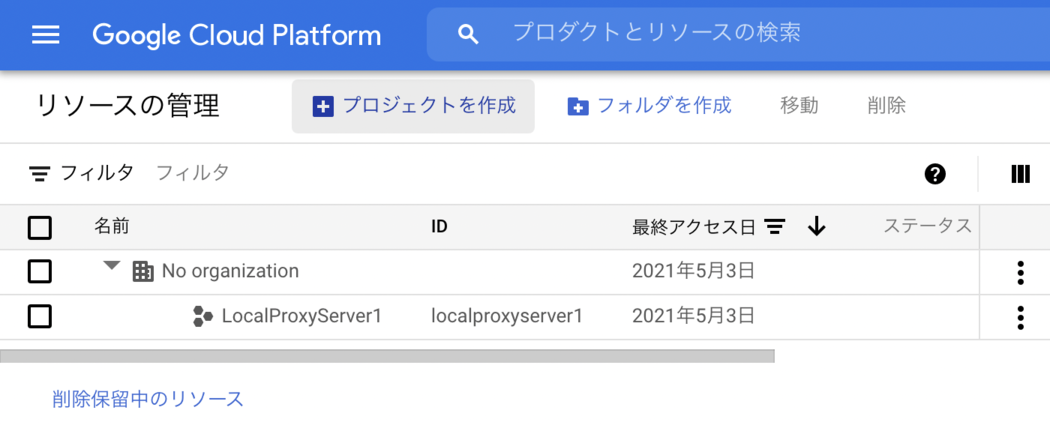 Google Cloud Platform プロダクトとリソースの検索
リソースの管理 プロジェクトを作成 フォルダを作成 移動 削除
フィルタ フィルタ
名前 ID 最終アクセス日 ステータス
No organization 2021年5月3日
LocalProxyServer1 localproxyserver1 2021年5月3日
削除保留中のリソース